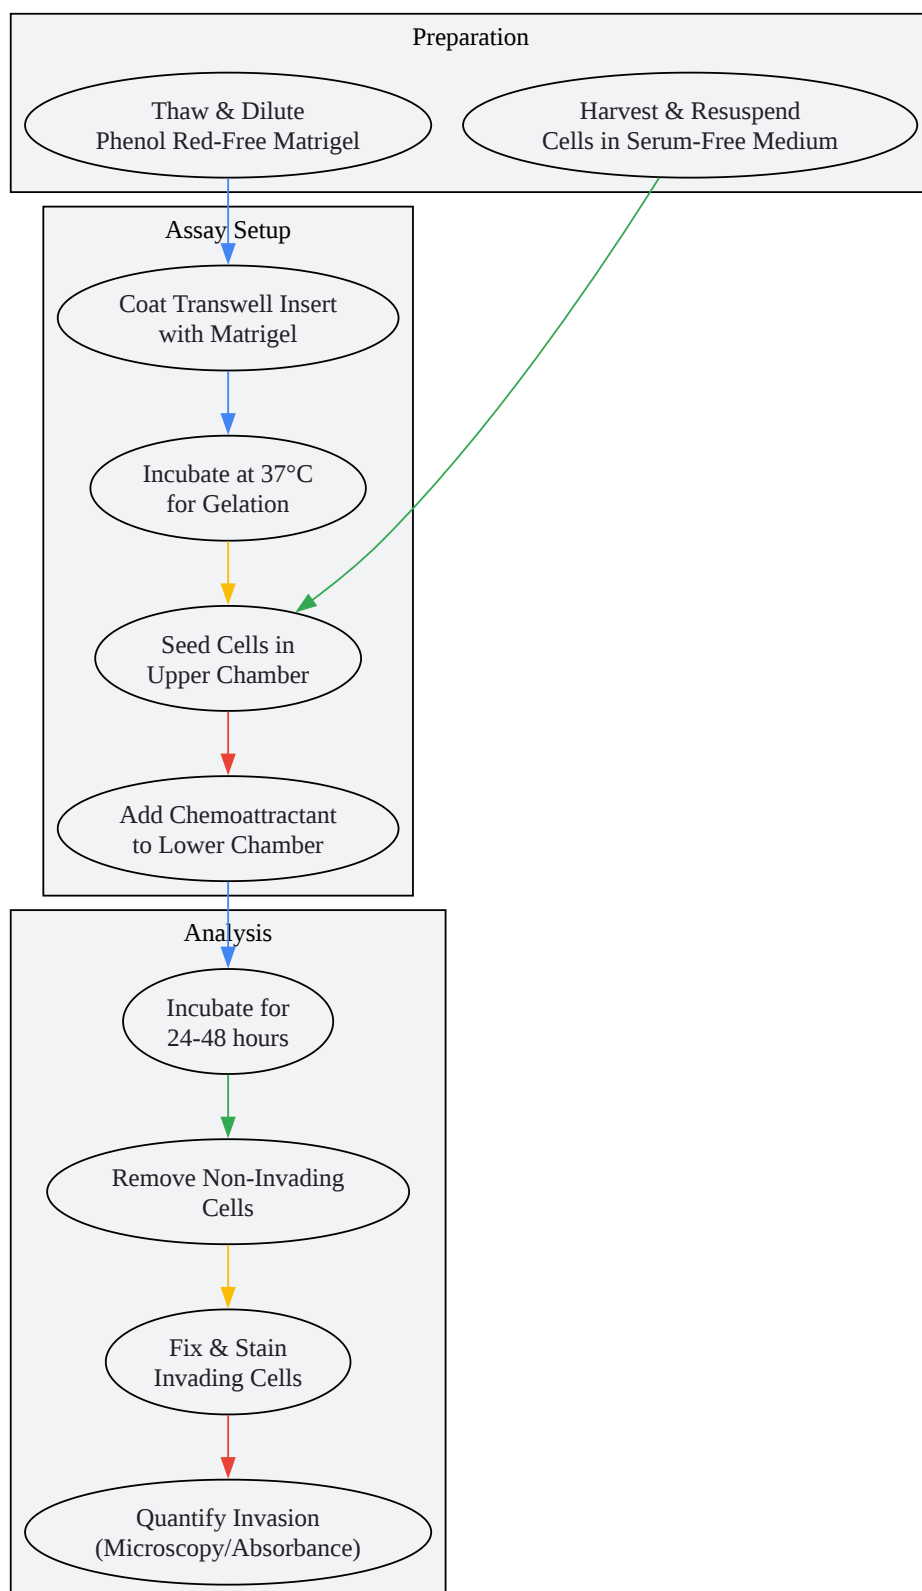 Preparation
Thaw & Dilute
Phenol Red-Free Matrigel
Harvest & Resuspend
Cells in Serum-Free Medium
Assay Setup
Coat Transwell Insert
with Matrigel
Incubate at 37°C
for Gelation
Seed Cells in
Upper Chamber
Add Chemoattractant
to Lower Chamber
Analysis
Incubate for
24-48 hours
Remove Non-Invading
Cells
Fix & Stain
Invading Cells
Quantify Invasion
(Microscopy/Absorbance)